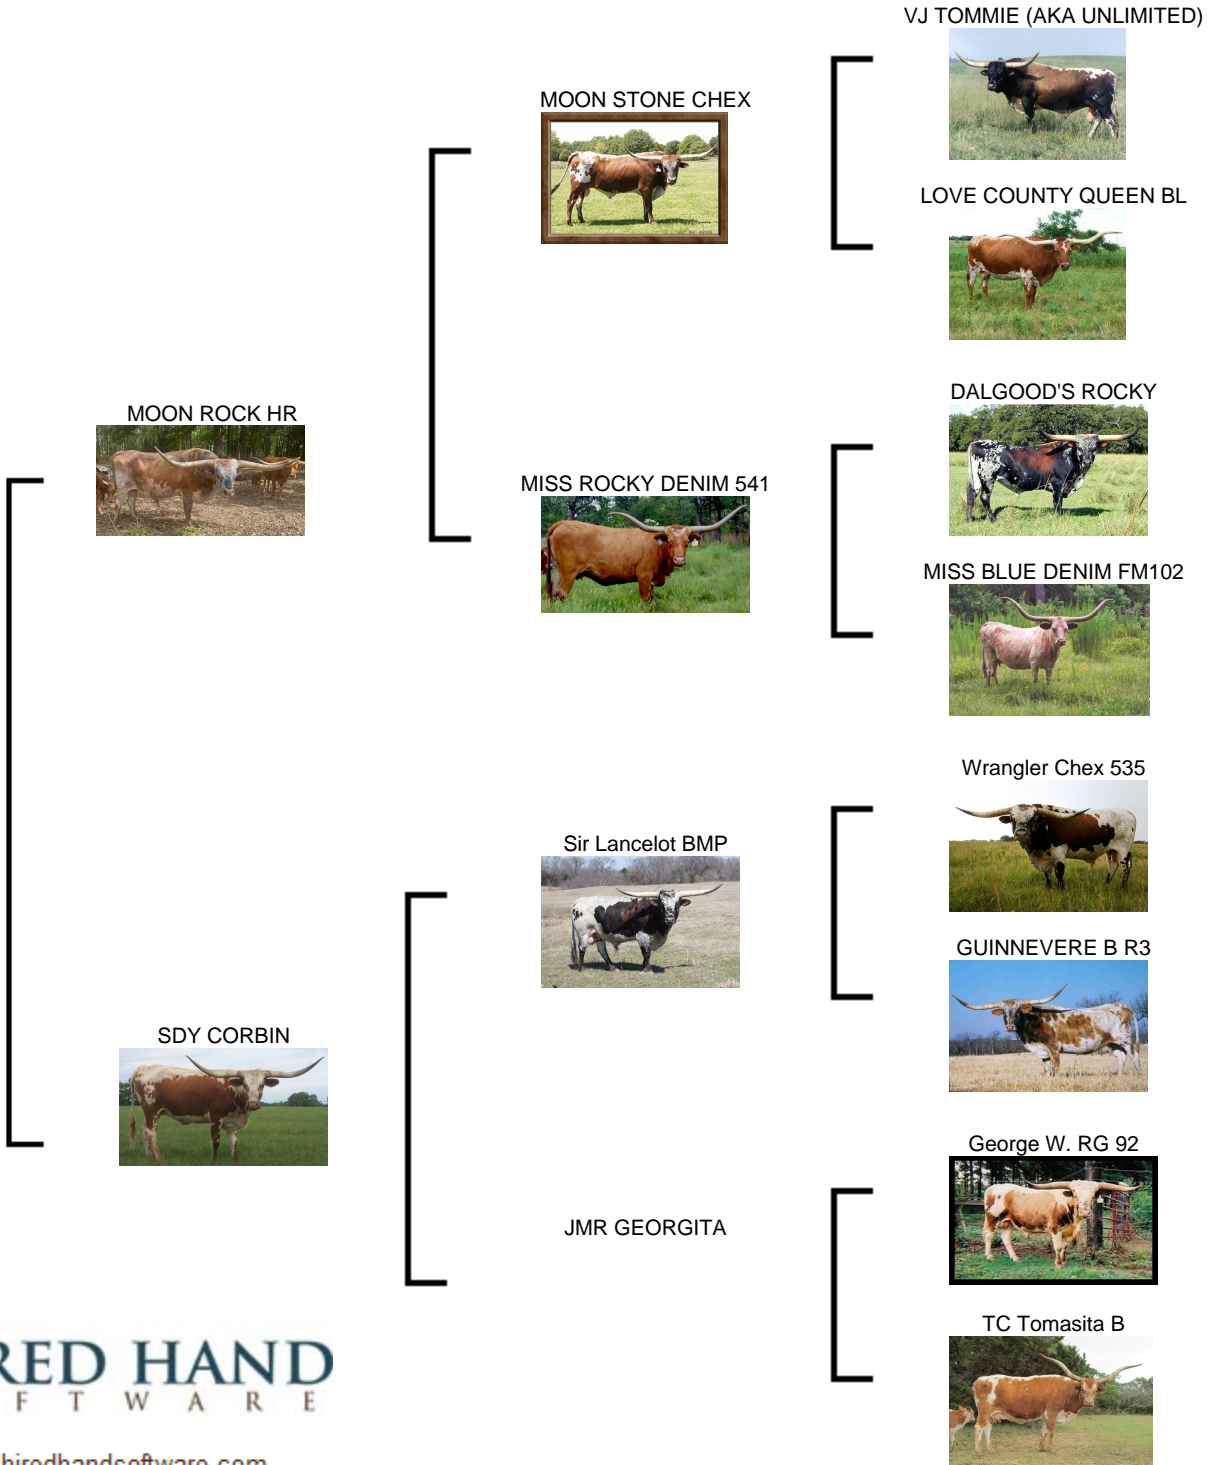 VJ TOMMIE (AKA UNLIMITED)
MOON STONE CHEX
LOVE COUNTY QUEEN BL
MOON ROCK HR
DALGOOD'S ROCKY
MISS ROCKY DENIM 541
MISS BLUE DENIM FM102
Wrangler Chex 535
Sir Lancelot BMP
GUINNEVERE B R3
SDY CORBIN
George W. RG 92
JMR GEORGITA
TC Tomasita B
RED HAND
F T W A R E
hiredhandsoftware.com